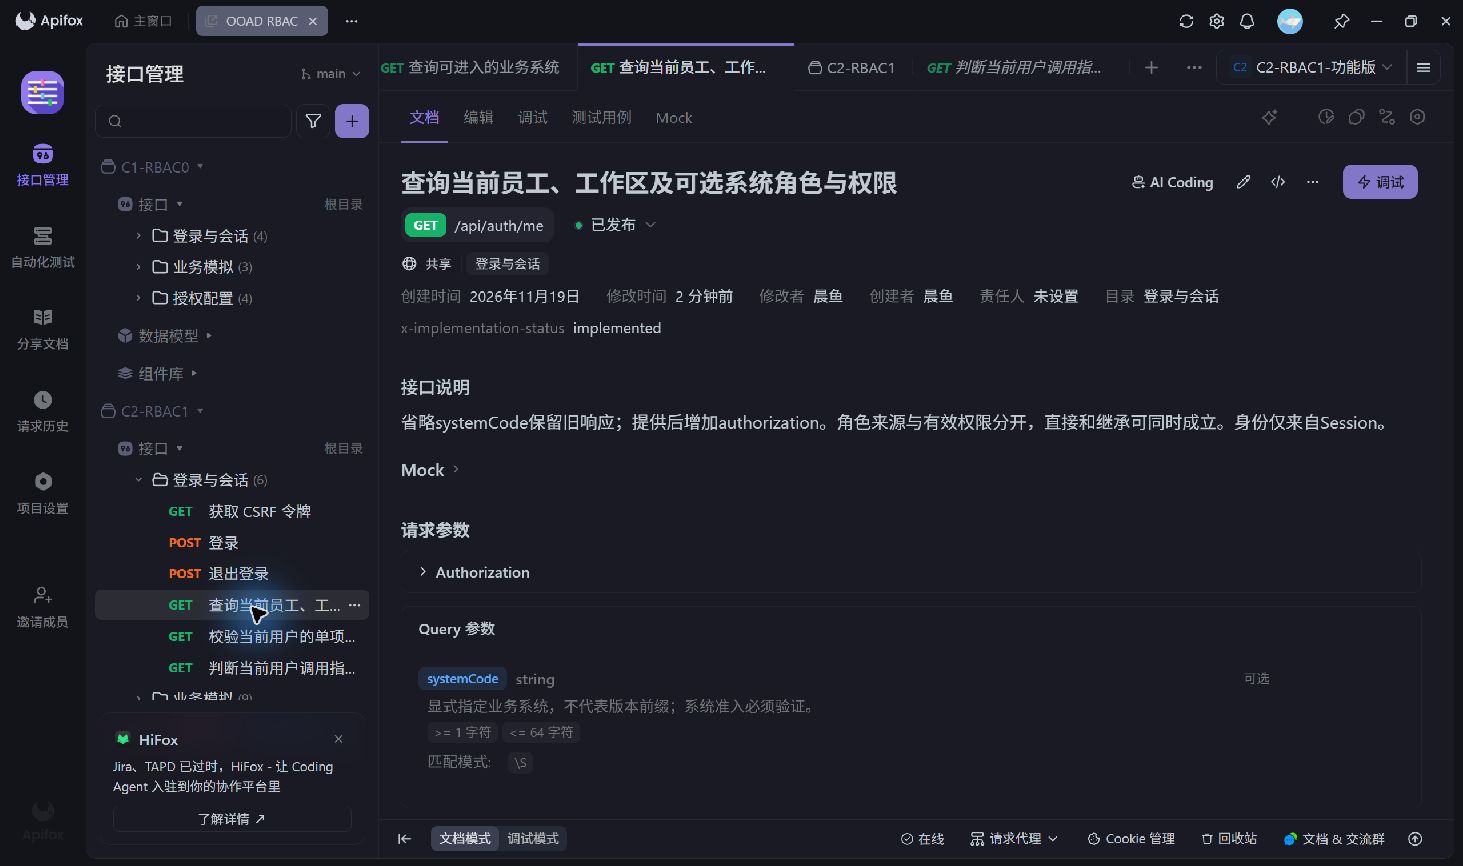 Apifox
主窗口
OOAD RBAC
接口管理
main
GET 查询可进入的业务系统
GET 查询当前员工、工作...
C2-RBAC1
GET 判断当前用户调用指...
C2 C2-RBAC1-功能版
接口管理
自动化测试
分享文档
请求历史
项目设置
邀请成员
Apifox
C1-RBAC0
接口
根目录
登录与会话 (4)
业务模拟 (3)
授权配置 (4)
数据模型
组件库
C2-RBAC1
接口
根目录
登录与会话 (6)
GET 获取 CSRF 令牌
POST 登录
POST 退出登录
GET 查询当前员工、工... ···
GET 校验当前用户的单项...
GET 判断当前用户调用指...
业务模拟 (9)
HiFox
Jira、TAPD 已过时，HiFox - 让 Coding
Agent 入驻到你的协作平台里
了解详情 ↗
文档
编辑
调试
测试用例
Mock
查询当前员工、工作区及可选系统角色与权限
AI Coding
调试
GET /api/auth/me
已发布
共享
登录与会话
创建时间 2026年11月19日 修改时间 2 分钟前 修改者 晨鱼 创建者 晨鱼 责任人 未设置 目录 登录与会话
x-implementation-status implemented
接口说明
省略systemCode保留旧响应；提供后增加authorization。角色来源与有效权限分开，直接和继承可同时成立。身份仅来自Session。
Mock
请求参数
Authorization
Query 参数
systemCode string
可选
显式指定业务系统，不代表版本前缀；系统准入必须验证。
>= 1 字符 <= 64 字符
匹配模式: \S
文档模式
调试模式
在线
请求代理
Cookie 管理
回收站
文档 & 交流群